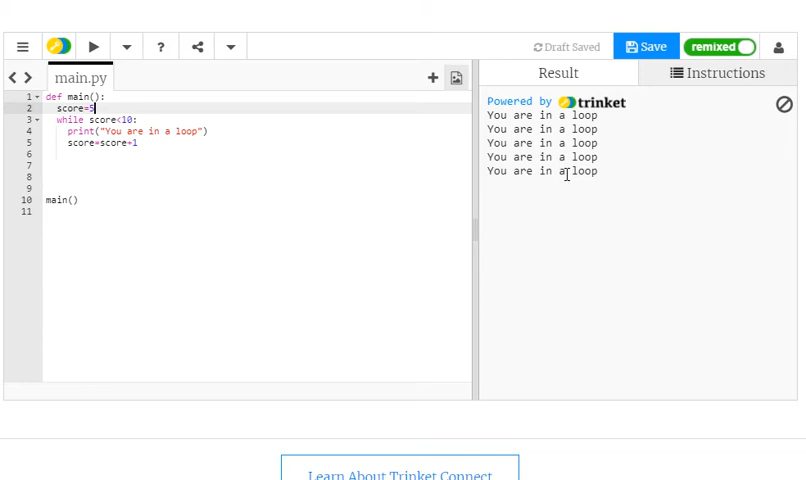 Draft Saved
Save
remixed
main.py
Result
Instructions
1 def main():
2 score=5
3 while score<10:
4 print("You are in a loop")
5 score=score+1
6
7
8
9
10 main()
11
Powered by trinket
You are in a loop
You are in a loop
You are in a loop
You are in a loop
You are in a loop
Learn About Trinket Connect